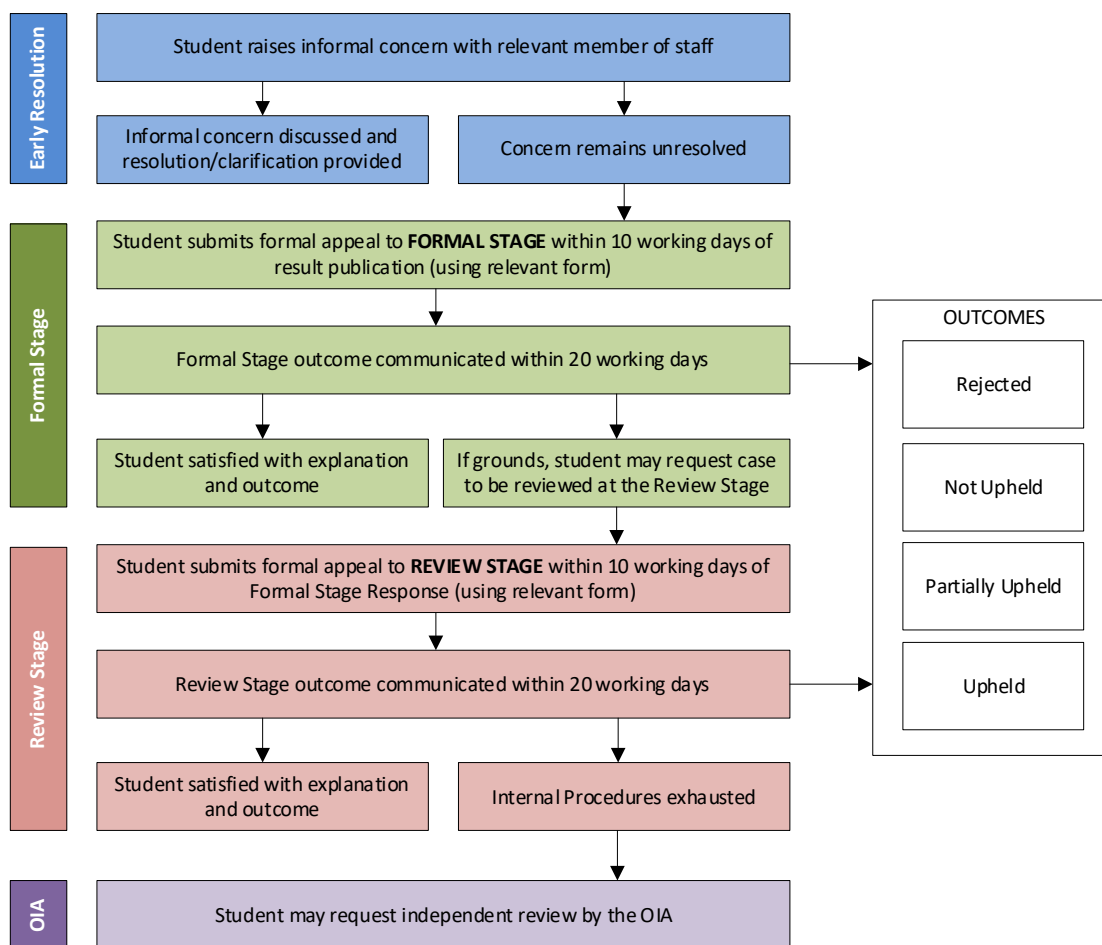 Early Resolution
Student raises informal concern with relevant member of staff
Informal concern discussed and
resolution/clarification provided
Concern remains unresolved
Formal Stage
Student submits formal appeal to FORMAL STAGE within 10 working days of
result publication (using relevant form)
Formal Stage outcome communicated within 20 working days
Student satisfied with explanation
and outcome
If grounds, student may request case
to be reviewed at the Review Stage
OUTCOMES
Rejected
Not Upheld
Partially Upheld
Upheld
Review Stage
Student submits formal appeal to REVIEW STAGE within 10 working days of
Formal Stage Response (using relevant form)
Review Stage outcome communicated within 20 working days
Student satisfied with explanation
and outcome
Internal Procedures exhausted
OIA
Student may request independent review by the OIA